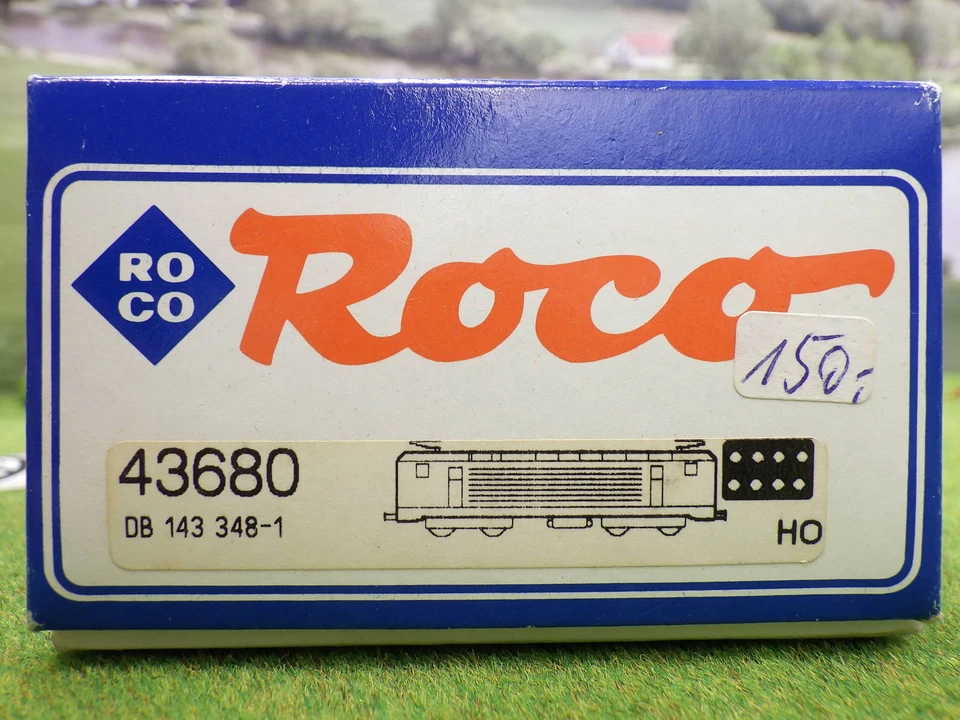 RO
CO
Roco
150,-
43680
DB 143 348-1
HO